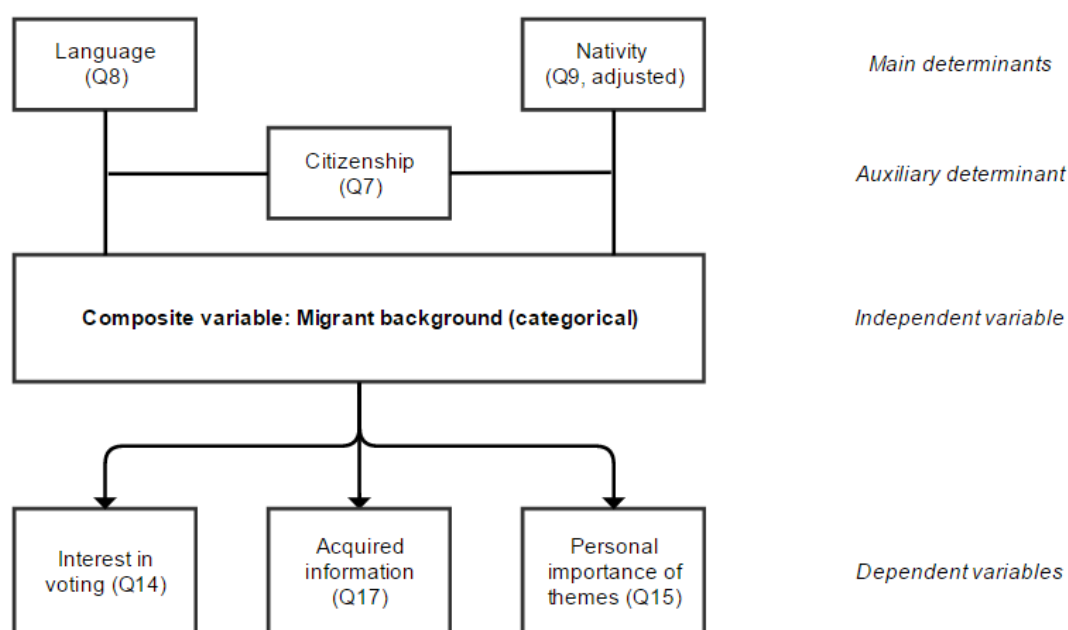 Language
(Q8)
Nativity
(Q9, adjusted)
Main determinants
Citizenship
(Q7)
Auxiliary determinant
Composite variable: Migrant background (categorical)
Independent variable
Interest in
voting (Q14)
Acquired
information
(Q17)
Personal
importance of
themes (Q15)
Dependent variables